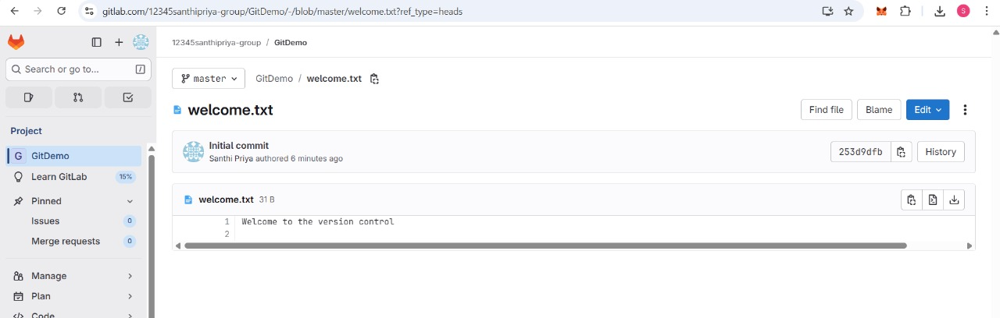 gitlab.com/12345santhipriya-group/GitDemo/-/blob/master/welcome.txt?ref_type=heads
S
12345santhipriya-group / GitDemo
Search or go to... /
master GitDemo / welcome.txt
welcome.txt Find file Blame Edit
Project
Initial commit
Santhi Priya authored 6 minutes ago
253d9dfb History
G GitDemo
Learn GitLab 15%
Pinned
Issues 0
Merge requests 0
Manage
Plan
Code
welcome.txt 31 B
1 Welcome to the version control
2